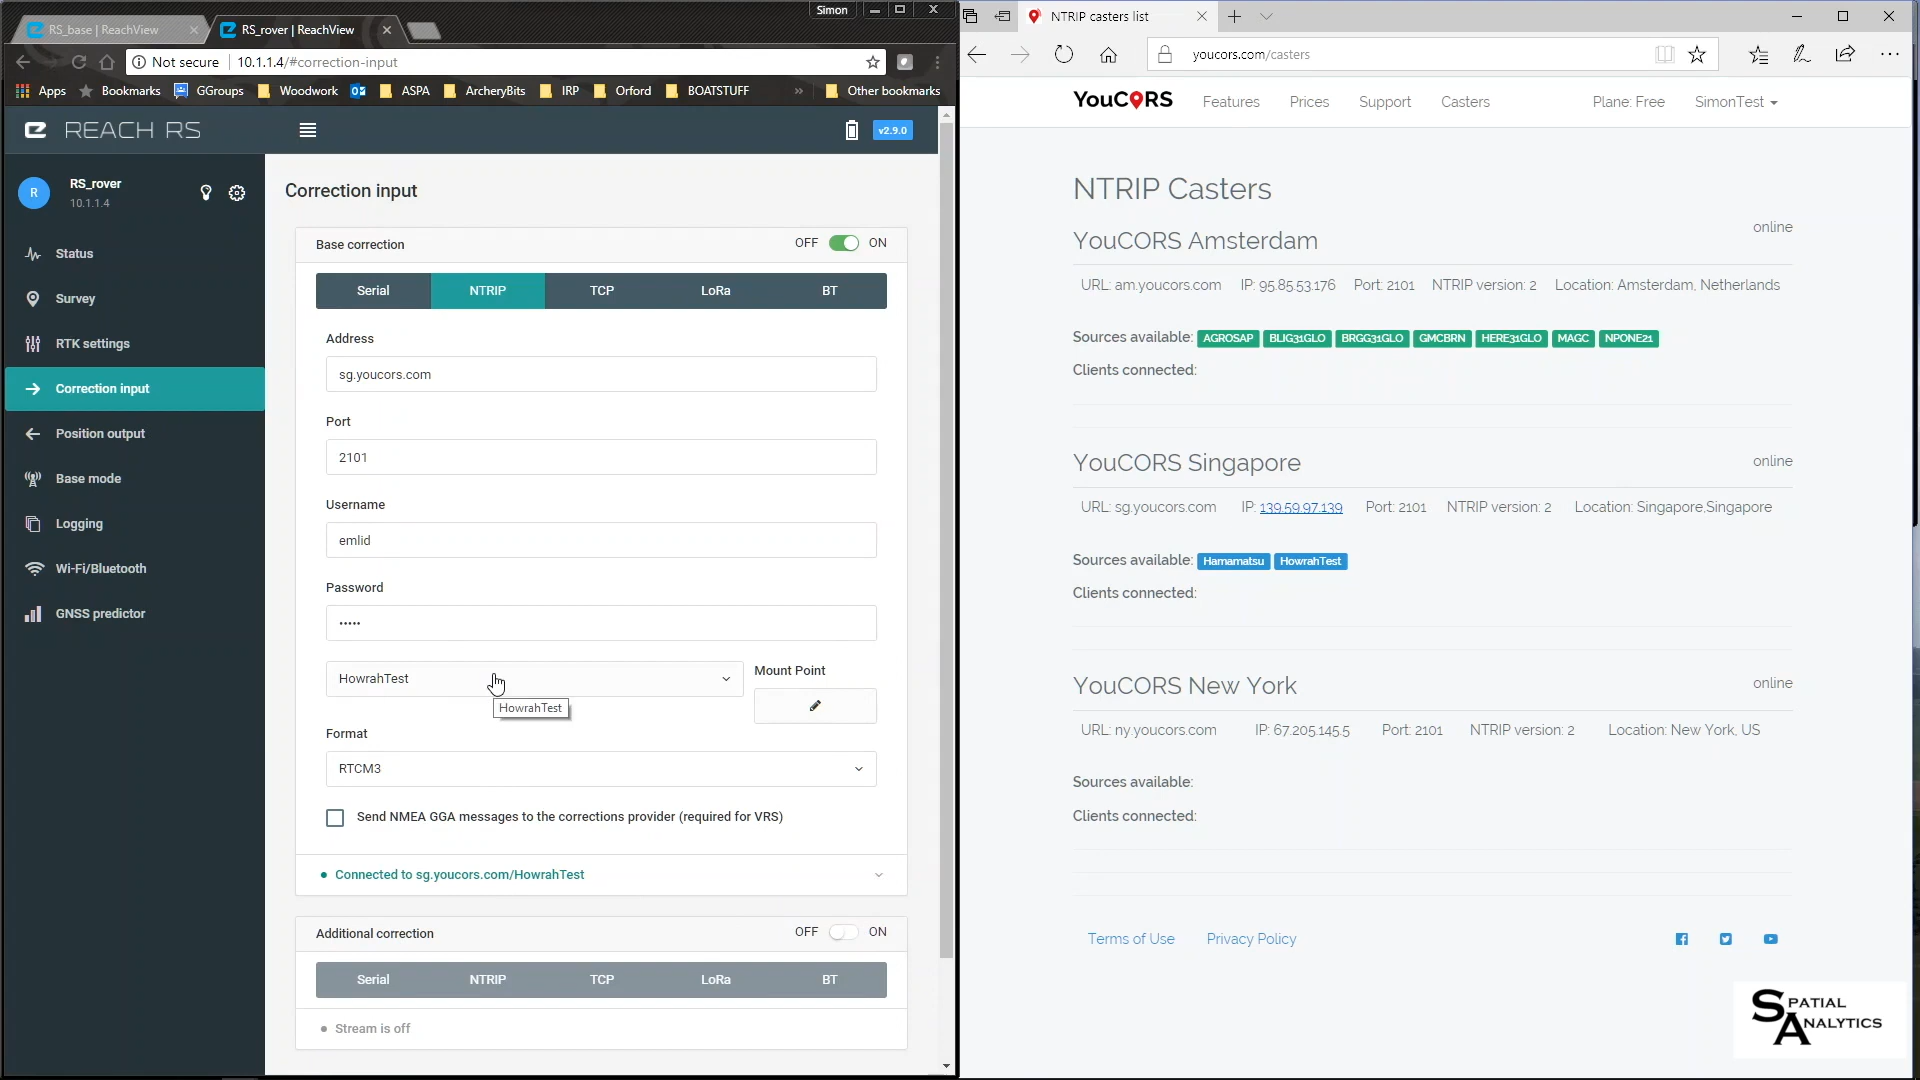 Simon
RS_base | ReachView
RS_rover | ReachView
Not secure
10.1.1.4/#correction-input
Apps
Bookmarks
GGroups
Woodwork
ASPA
ArcheryBits
IRP
Orford
BOATSTUFF
»
Other bookmarks
REACH RS
v2.9.0
R
RS_rover
10.1.1.4
Status
Survey
RTK settings
Correction input
Position output
Base mode
Logging
Wi-Fi/Bluetooth
GNSS predictor
Correction input
Base correction
OFF
ON
Serial
NTRIP
TCP
LoRa
BT
Address
sg.youcors.com
Port
2101
Username
emlid
Password
•••••
HowrahTest
Mount Point
HowrahTest
Format
RTCM3
Send NMEA GGA messages to the corrections provider (required for VRS)
Connected to sg.youcors.com/HowrahTest
Additional correction
OFF
ON
Serial
NTRIP
TCP
LoRa
BT
Stream is off
NTRIP casters list
youcors.com/casters
YouCORS
Features
Prices
Support
Casters
Plane: Free
SimonTest
NTRIP Casters
YouCORS Amsterdam
online
URL: am.youcors.com IP: 95.85.53.176 Port: 2101 NTRIP version: 2 Location: Amsterdam, Netherlands
Sources available: AGROSAP BLIG31GLO BRGG31GLO GMCBRN HERE31GLO MAGC NPONE21
Clients connected:
YouCORS Singapore
online
URL: sg.youcors.com IP: 139.59.97.139 Port: 2101 NTRIP version: 2 Location: Singapore,Singapore
Sources available: Hamamatsu HowrahTest
Clients connected:
YouCORS New York
online
URL: ny.youcors.com IP: 67.205.145.5 Port: 2101 NTRIP version: 2 Location: New York, US
Sources available:
Clients connected:
Terms of Use
Privacy Policy
SPATIAL
ANALYTICS